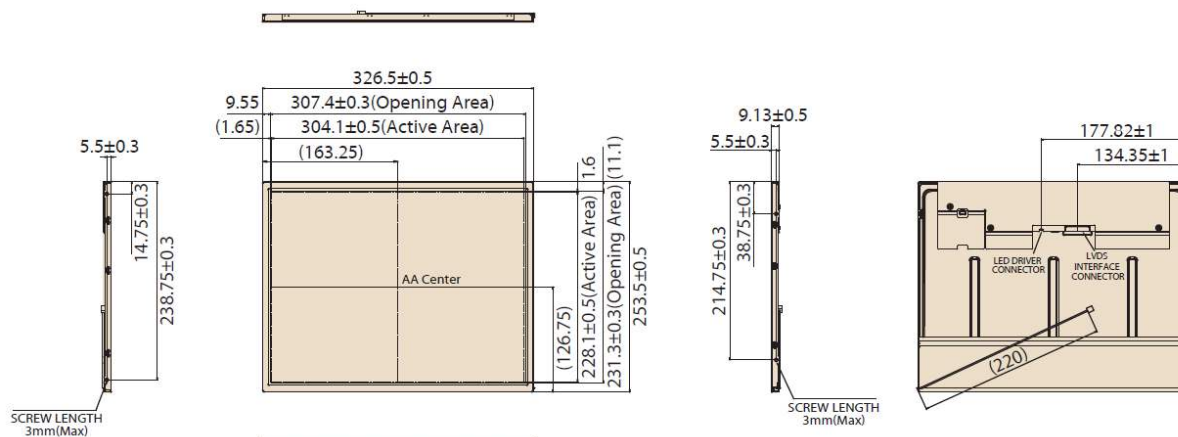 326.5±0.5
9.55
307.4±0.3(Opening Area)
(1.65)
304.1±0.5(Active Area)
(163.25)
5.5±0.3
14.75±0.3
238.75±0.3
1.6
(11.1)
AA Center
(126.75)
228.1±0.5(Active Area)
231.3±0.3(Opening Area)
253.5±0.5
SCREW LENGTH
3mm(Max)
9.13±0.5
5.5±0.3
38.75±0.3
214.75±0.3
SCREW LENGTH
3mm(Max)
177.82±1
134.35±1
LED DRIVER
CONNECTOR
LVDS
INTERFACE
CONNECTOR
(220)